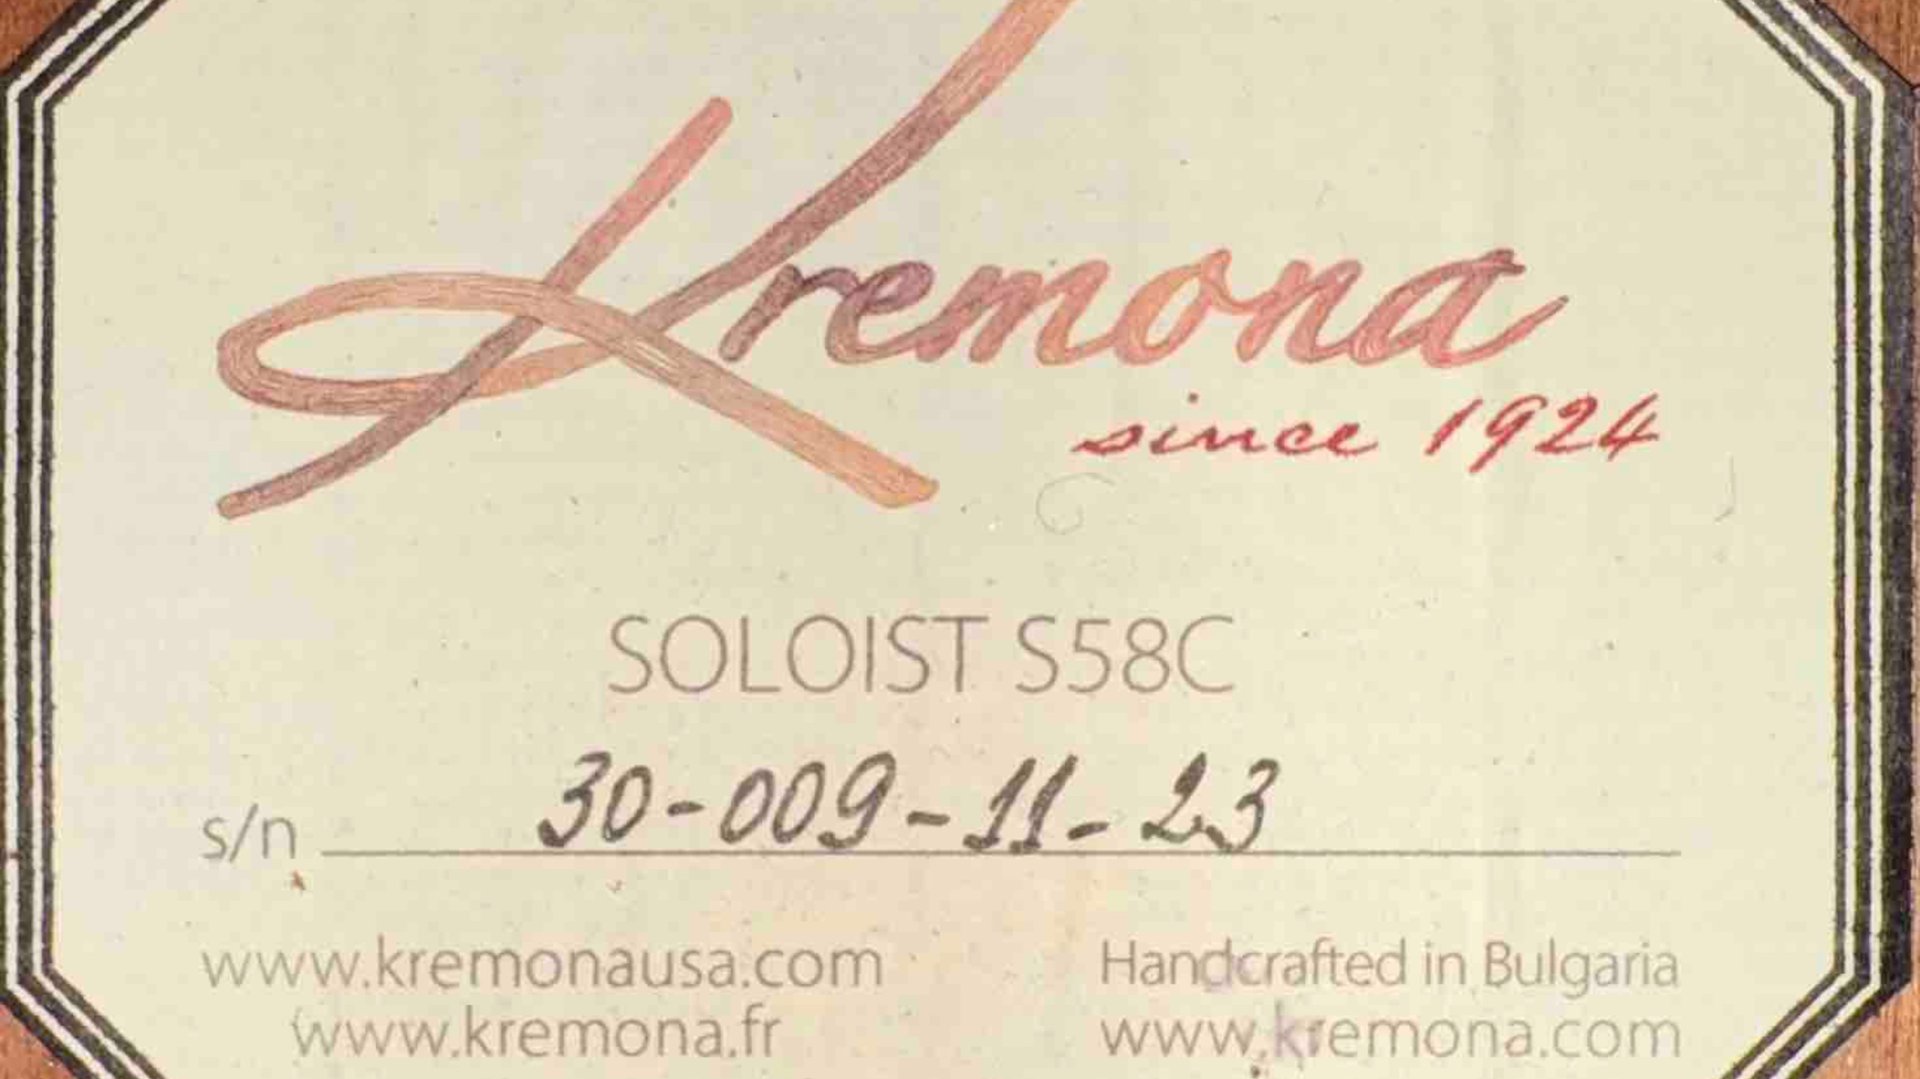 Kremona
since 1924
SOLOIST S58C
s/n 30-009-11-23
www.kremonausa.com Handcrafted in Bulgaria
www.kremona.fr www.kremona.com